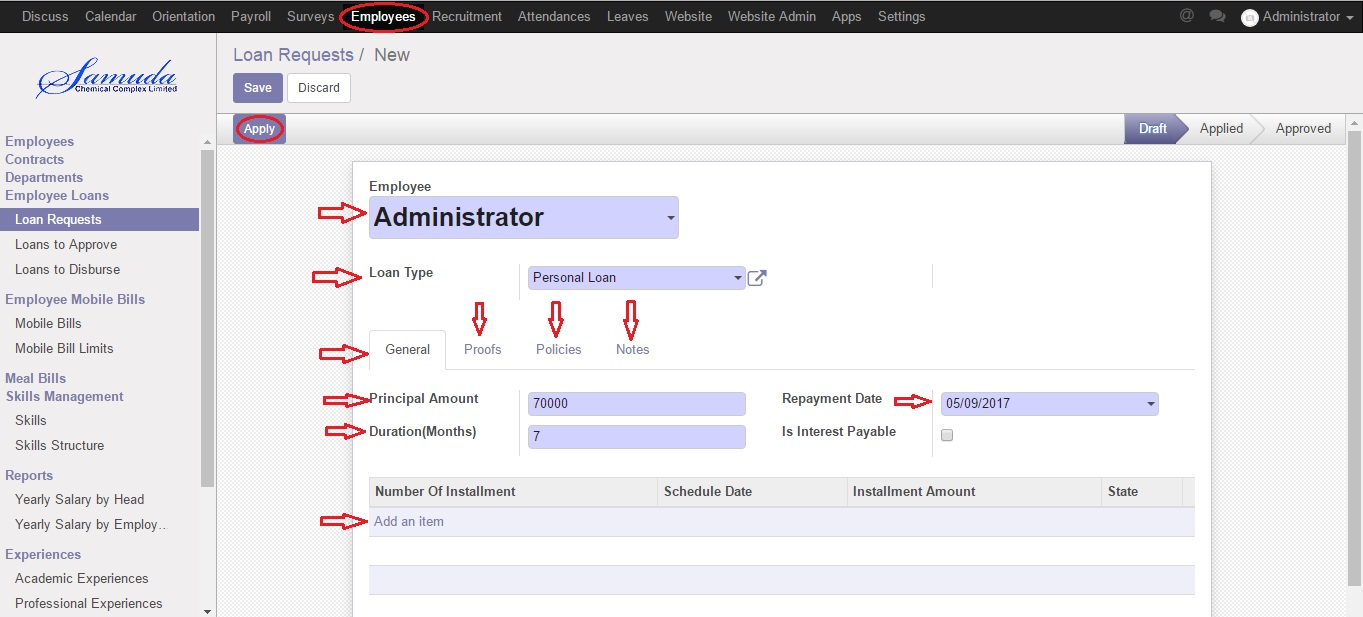 Discuss Calendar Orientation Payroll Surveys Employees Recruitment Attendances Leaves Website Website Admin Apps Settings @ Administrator
Samuda
Chemical Complex Limited
Employees
Contracts
Departments
Employee Loans
Loan Requests
Loans to Approve
Loans to Disburse
Employee Mobile Bills
Mobile Bills
Mobile Bill Limits
Meal Bills
Skills Management
Skills
Skills Structure
Reports
Yearly Salary by Head
Yearly Salary by Employ...
Experiences
Academic Experiences
Professional Experiences
Loan Requests / New
Save Discard
Apply Draft Applied Approved
Employee
Administrator
Loan Type Personal Loan
General Proofs Policies Notes
Principal Amount 70000 Repayment Date 05/09/2017
Duration(Months) 7 Is Interest Payable
Number Of Installment Schedule Date Installment Amount State
Add an item